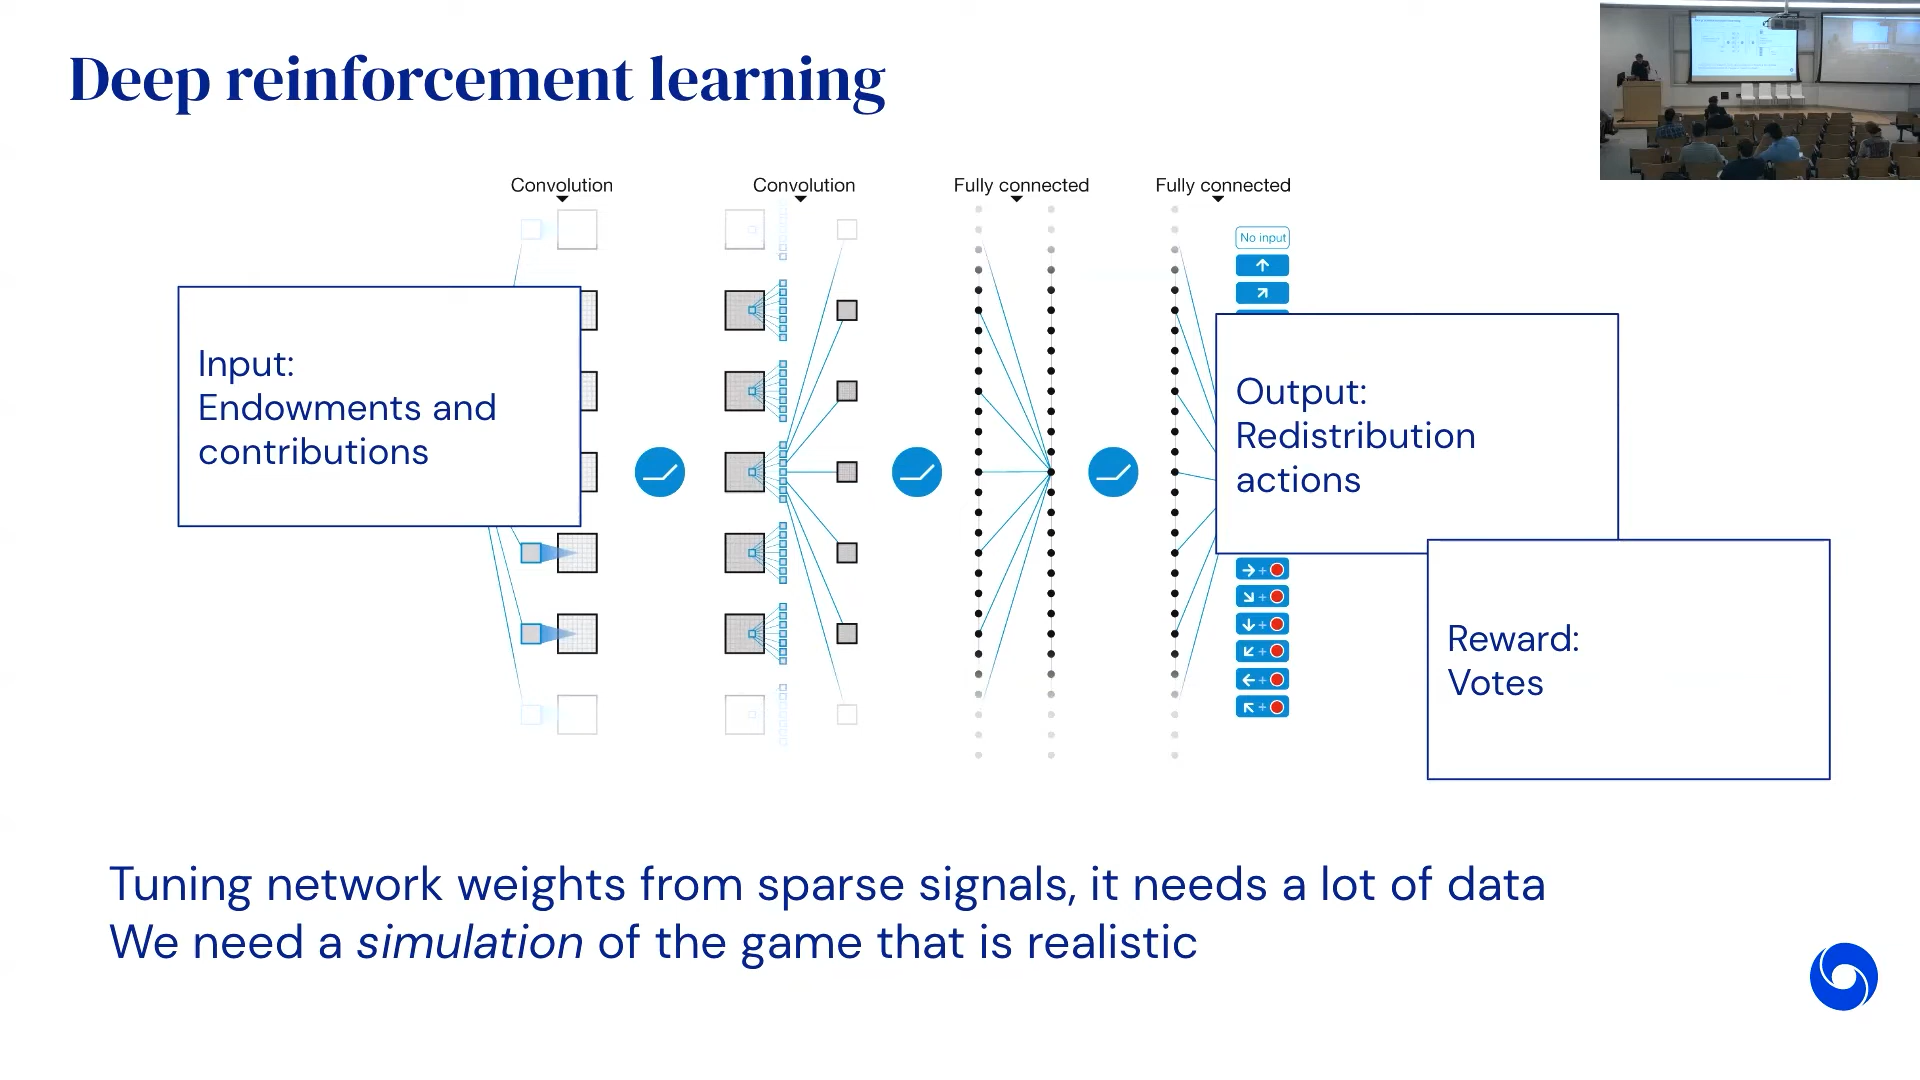 Deep reinforcement learning
Convolution
Convolution
Fully connected
Fully connected
No input
Input:
Endowments and
contributions
Output:
Redistribution
actions
Reward:
Votes
Tuning network weights from sparse signals, it needs a lot of data
We need a simulation of the game that is realistic